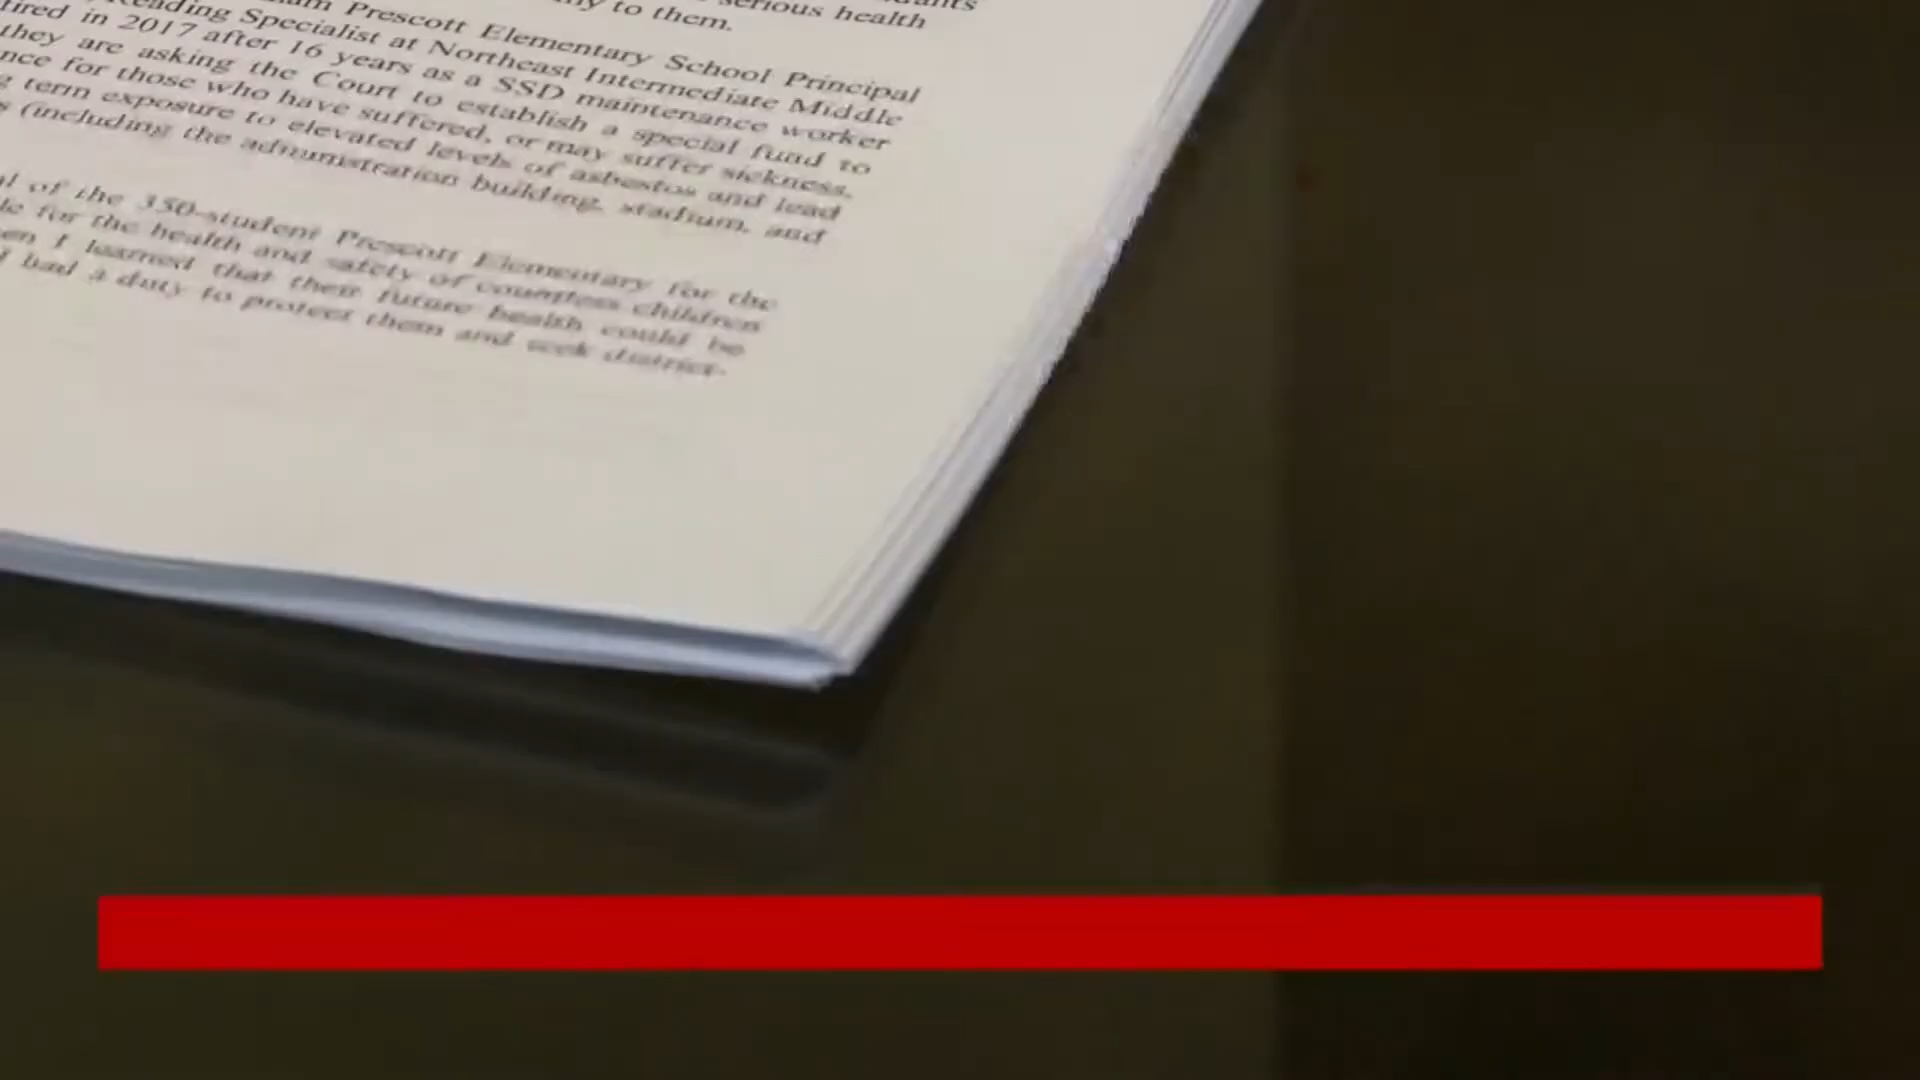 serious health
to them.
Prescott Elementary School Principal
Reading Specialist at Northeast Intermediate Middle
in 2017 after 16 years as a SSD maintenance worker
they are asking the Court to establish a special fund to
for those who have suffered, or may suffer sickness,
term exposure to elevated levels of asbestos and lead
(including the administration building, stadium, and
of the 350-student Prescott Elementary for the
for the health and safety of countless children
I learned that their future health could be
had a duty to protect them and seek district-